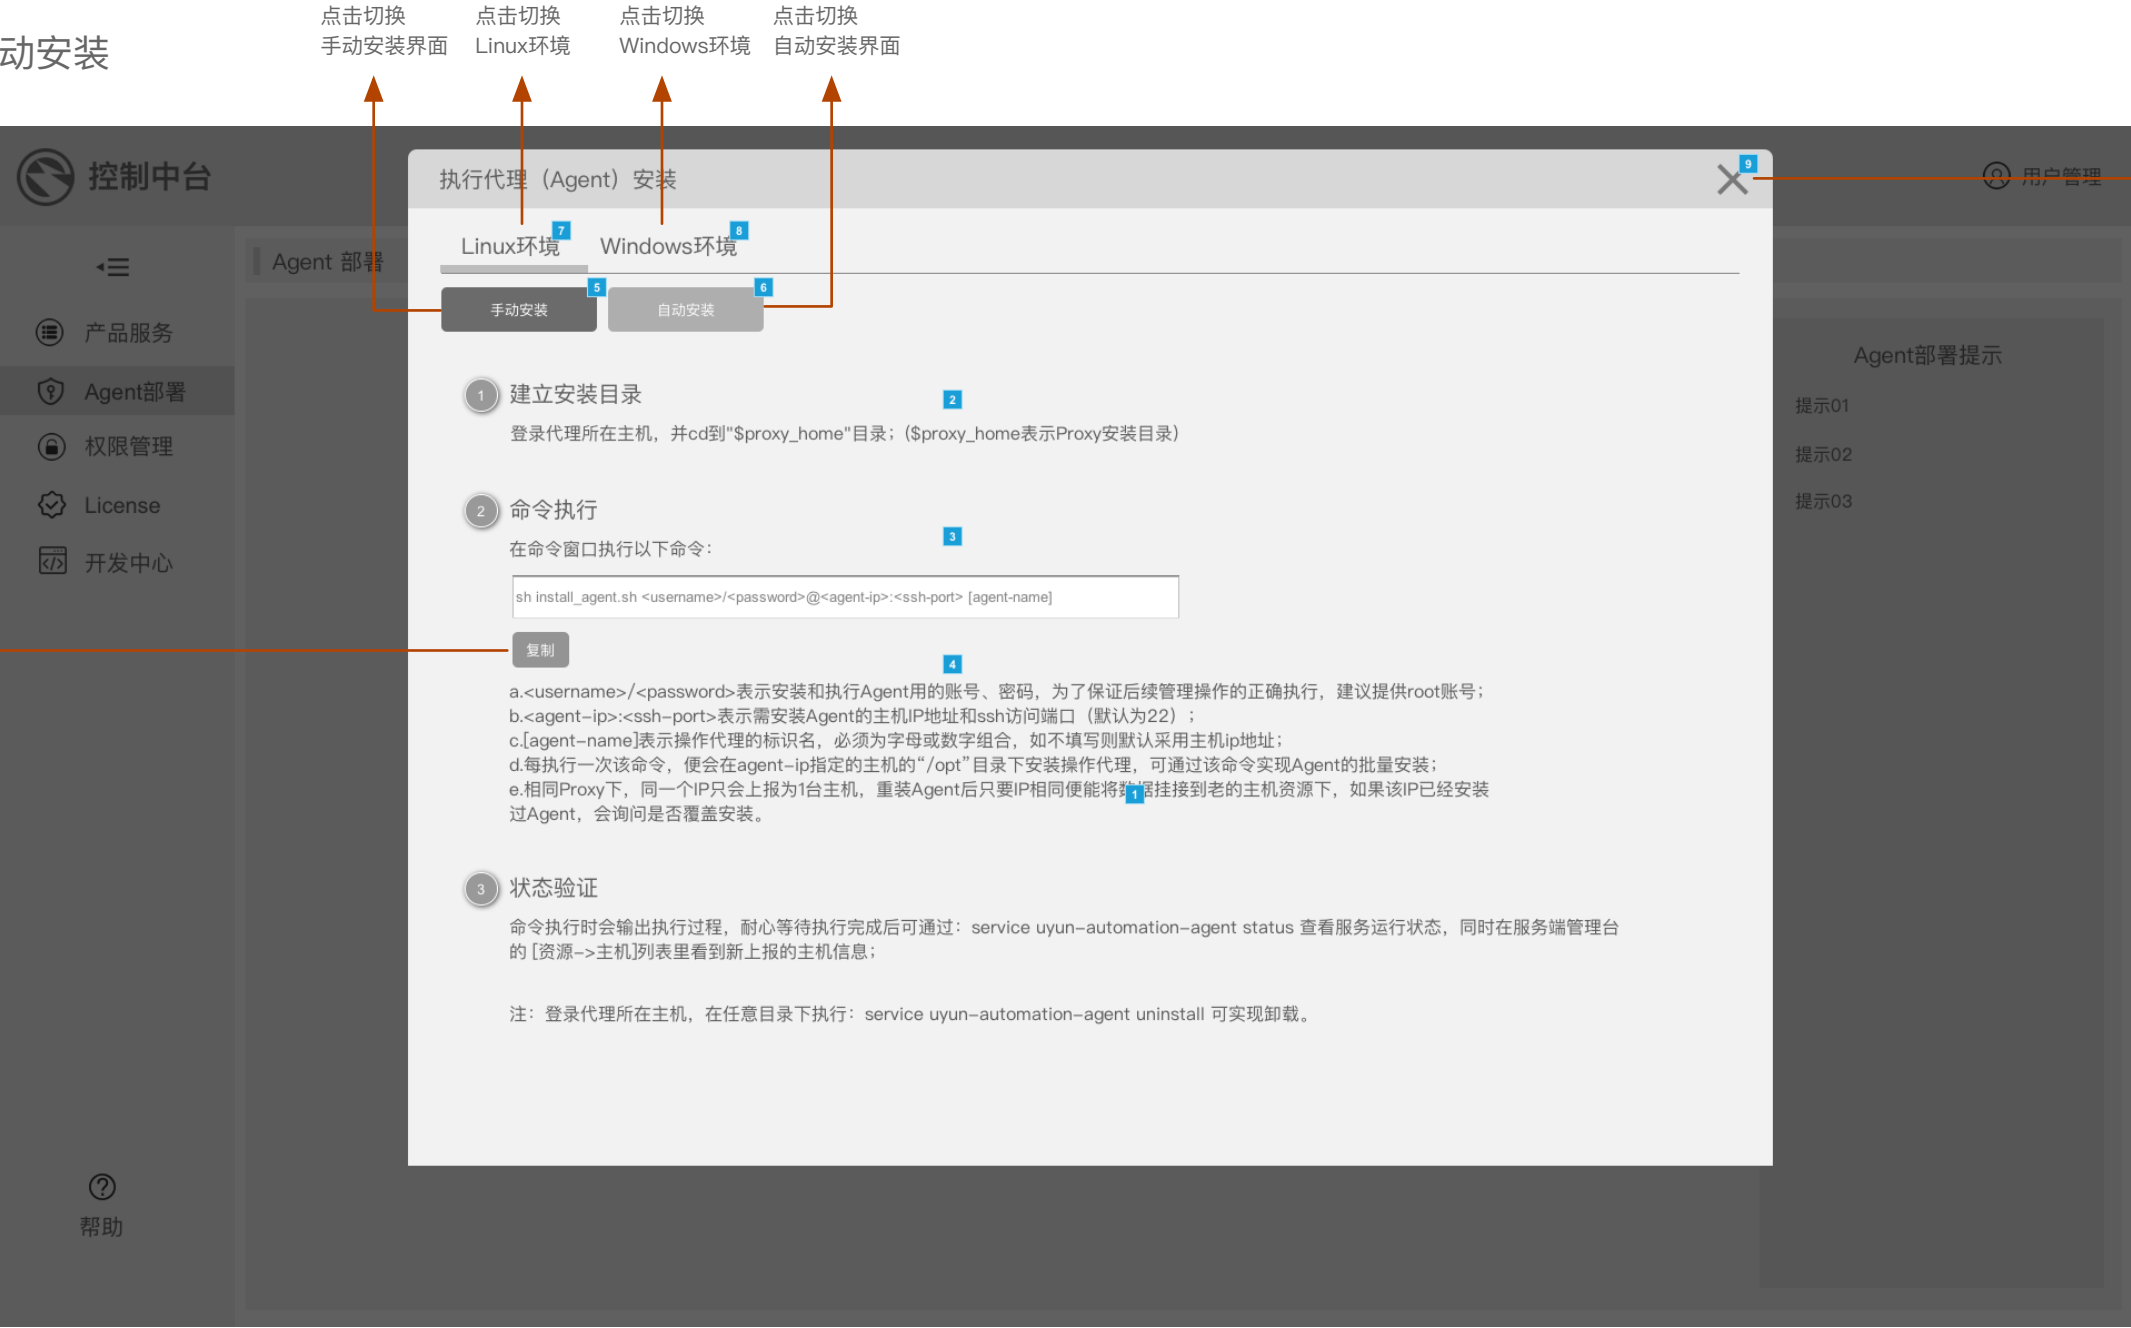 点击切换
手动安装界面
点击切换
Linux环境
点击切换
Windows环境
点击切换
自动安装界面
动安装
控制中台
执行代理（Agent）安装
9
用户管理
Linux环境
7
Windows环境
8
Agent 部署
手动安装
5
自动安装
6
产品服务
Agent部署
权限管理
License
开发中心
帮助
1
建立安装目录
2
登录代理所在主机，并cd到"$proxy_home"目录；($proxy_home表示Proxy安装目录)
2
命令执行
3
在命令窗口执行以下命令：
sh install_agent.sh <username>/<password>@<agent-ip>:<ssh-port> [agent-name]
复制
4
a.<username>/<password>表示安装和执行Agent用的账号、密码，为了保证后续管理操作的正确执行，建议提供root账号；
b.<agent-ip>:<ssh-port>表示需安装Agent的主机IP地址和ssh访问端口（默认为22）；
c.[agent-name]表示操作代理的标识名，必须为字母或数字组合，如不填写则默认采用主机ip地址；
d.每执行一次该命令，便会在agent-ip指定的主机的“/opt”目录下安装操作代理，可通过该命令实现Agent的批量安装；
e.相同Proxy下，同一个IP只会上报为1台主机，重装Agent后只要IP相同便能将数据挂接到老的主机资源下，如果该IP已经安装
过Agent，会询问是否覆盖安装。
1
3
状态验证
命令执行时会输出执行过程，耐心等待执行完成后可通过：service uyun-automation-agent status 查看服务运行状态，同时在服务端管理台
的 [资源->主机]列表里看到新上报的主机信息；
注：登录代理所在主机，在任意目录下执行：service uyun-automation-agent uninstall 可实现卸载。
Agent部署提示
提示01
提示02
提示03